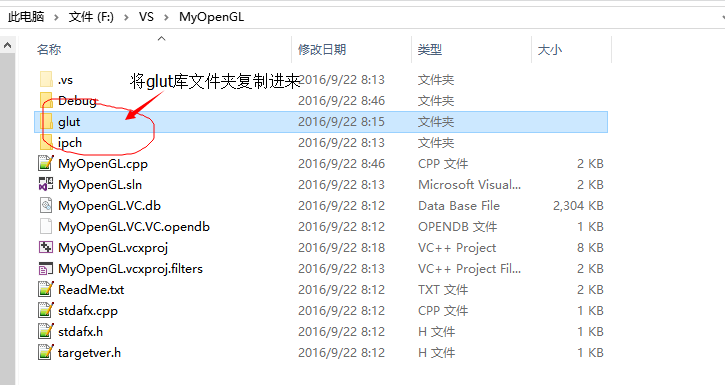 此电脑 › 文件 (F:) › VS › MyOpenGL
名称 修改日期 类型 大小
.vs 2016/9/22 8:13 文件夹
将glut库文件夹复制进来
Debug 2016/9/22 8:46 文件夹
glut 2016/9/22 8:15 文件夹
ipch 2016/9/22 8:13 文件夹
MyOpenGL.cpp 2016/9/22 8:46 CPP 文件 2 KB
MyOpenGL.sln 2016/9/22 8:13 Microsoft Visual... 2 KB
MyOpenGL.VC.db 2016/9/22 8:12 Data Base File 2,304 KB
MyOpenGL.VC.VC.opendb 2016/9/22 8:12 OPENDB 文件 1 KB
MyOpenGL.vcxproj 2016/9/22 8:18 VC++ Project 8 KB
MyOpenGL.vcxproj.filters 2016/9/22 8:13 VC++ Project Fil... 2 KB
ReadMe.txt 2016/9/22 8:12 TXT 文件 2 KB
stdafx.cpp 2016/9/22 8:12 CPP 文件 1 KB
stdafx.h 2016/9/22 8:12 H 文件 1 KB
targetver.h 2016/9/22 8:12 H 文件 1 KB